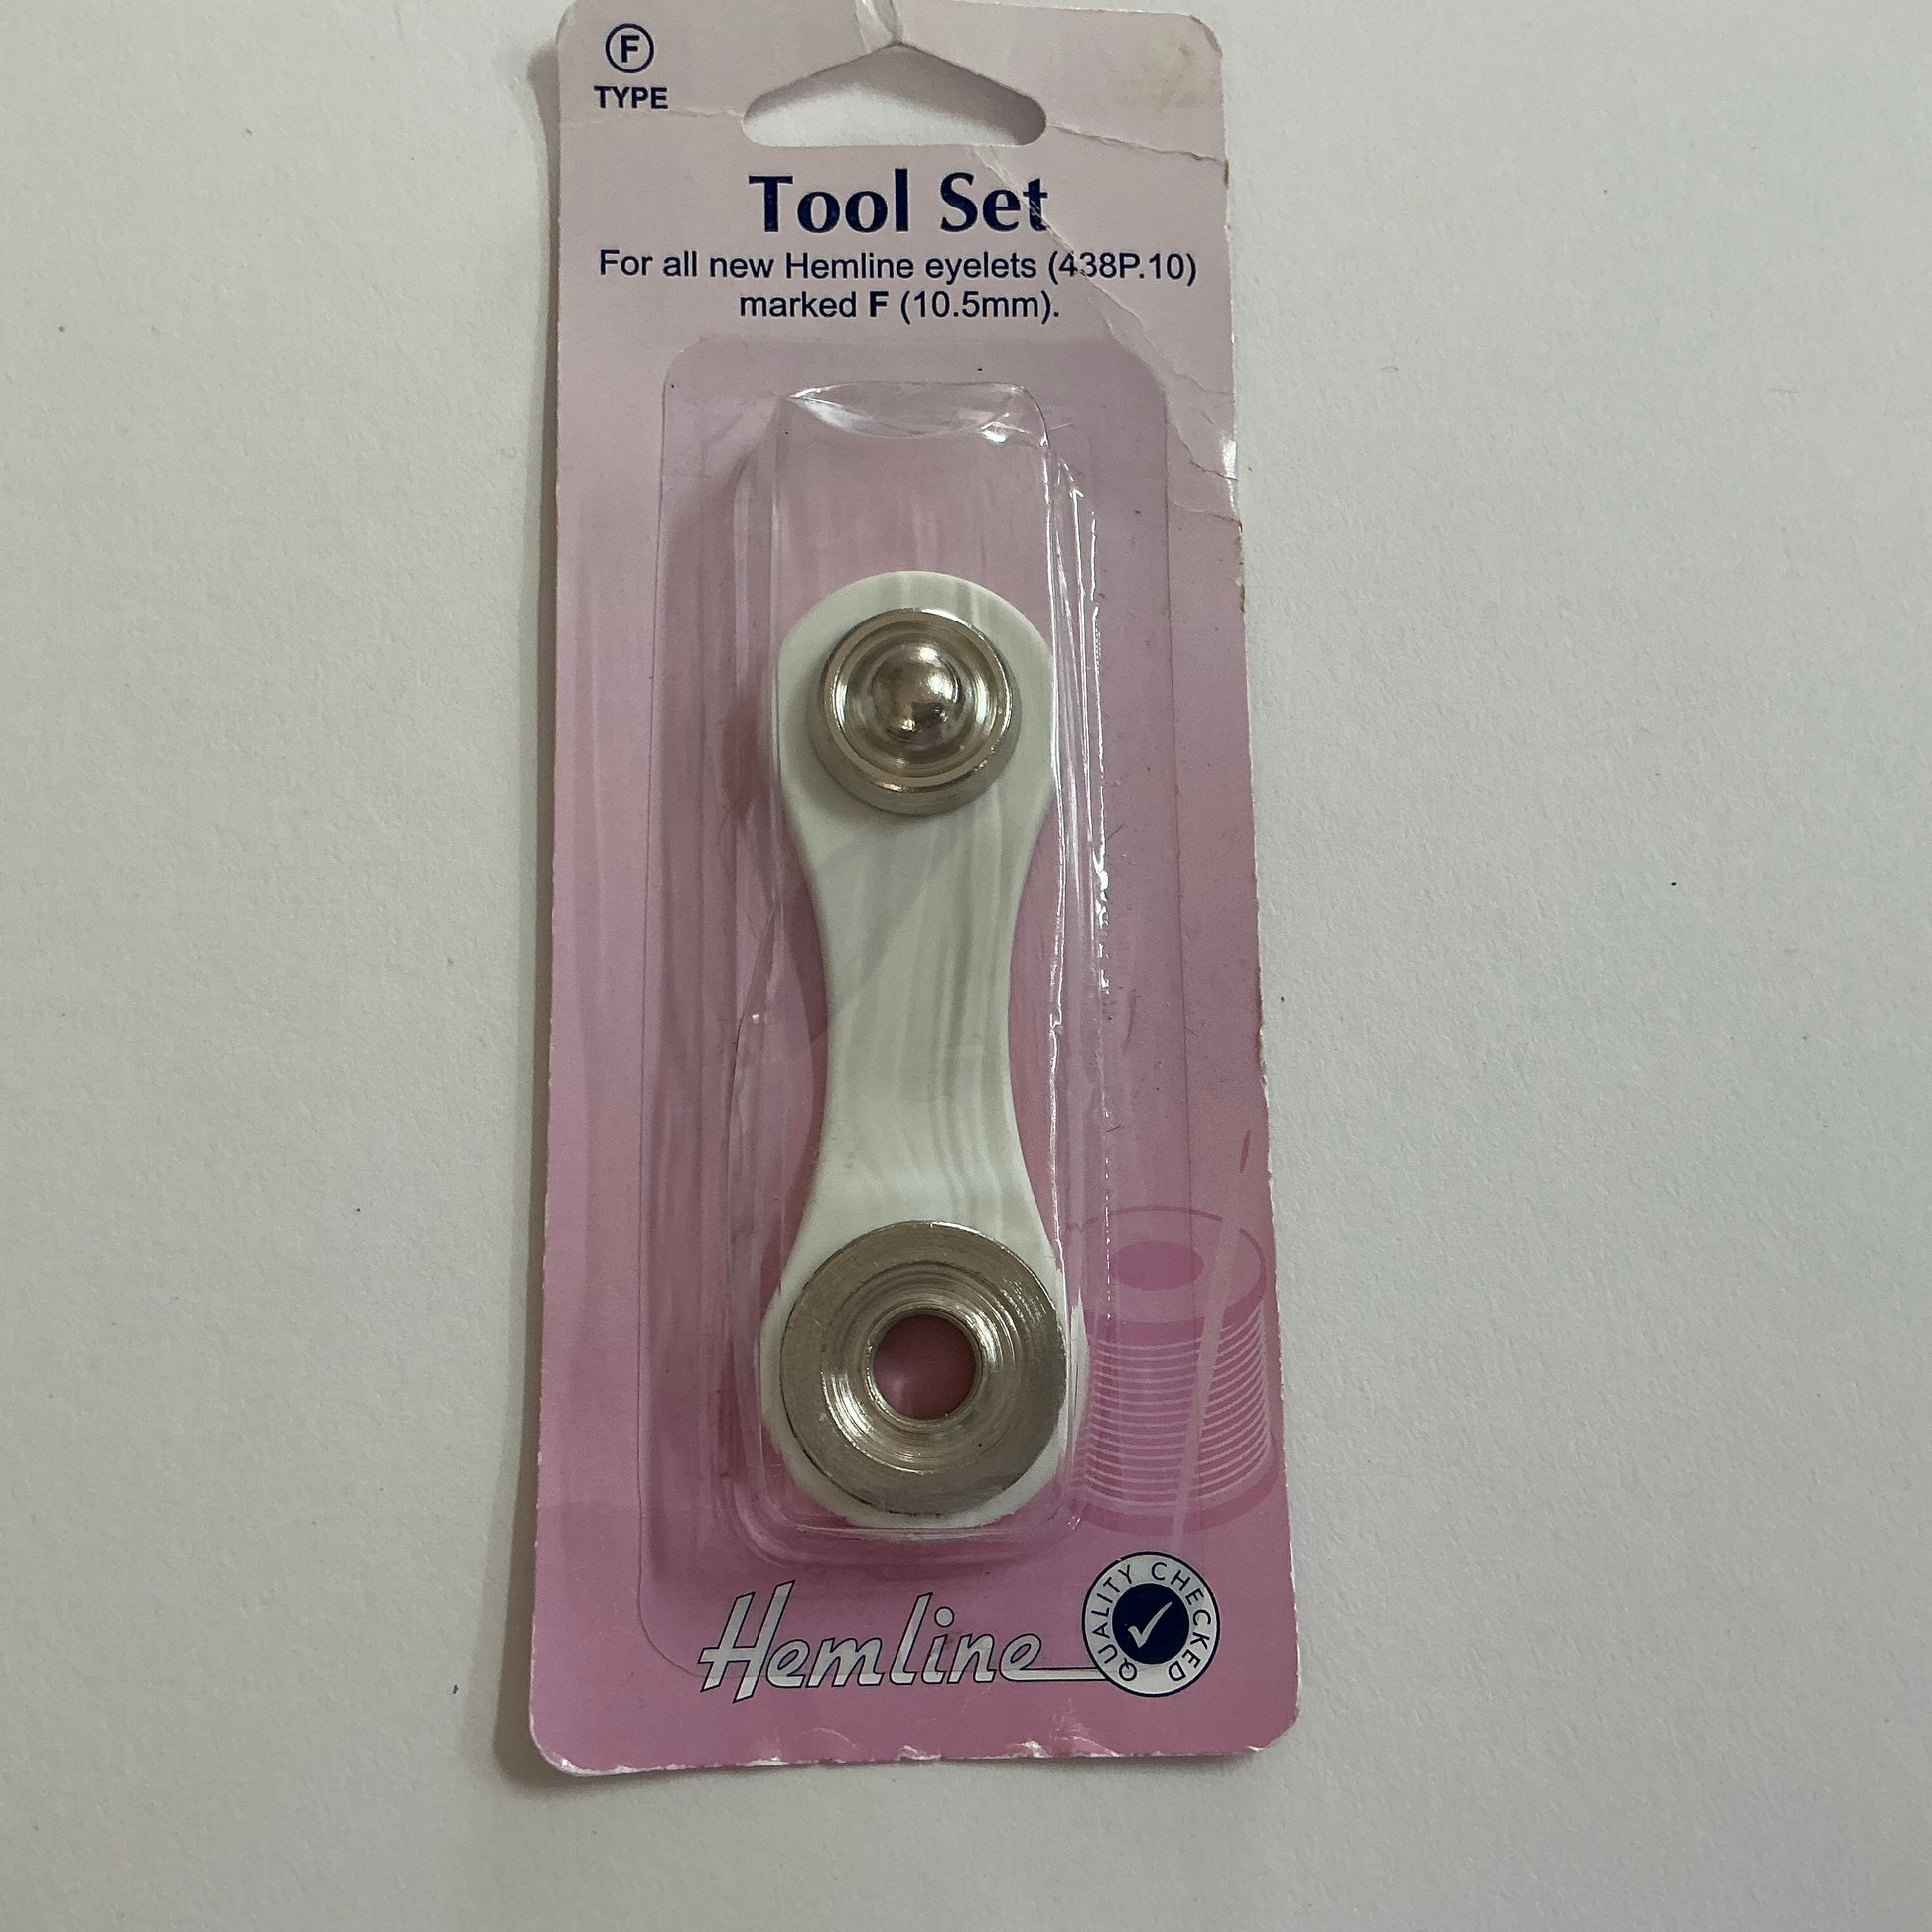 F
TYPE
Tool Set
For all new Hemline eyelets (438P.10)
marked F (10.5mm).
Hemline
QUALITY CHECKED